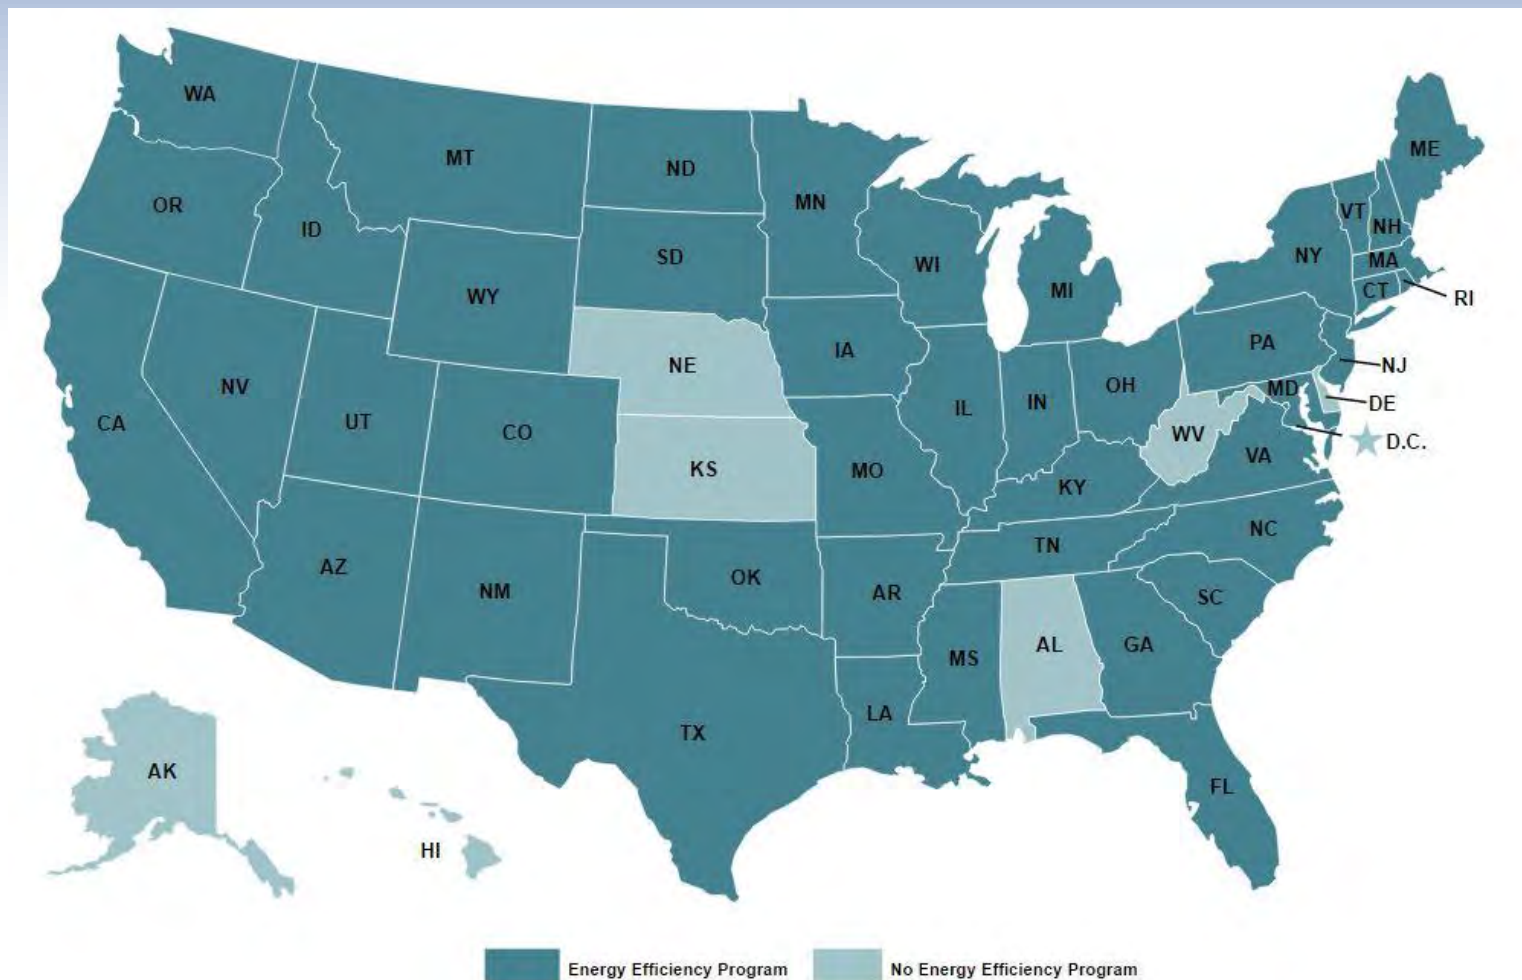 WA
MT
ND
MN
ME
OR
ID
SD
WI
MI
NY
VT
NH
MA
CT
RI
WY
NE
IA
PA
NJ
NV
UT
CO
CA
IL
IN
OH
MD
DE
KS
MO
WV
D.C.
VA
KY
AZ
NM
OK
AR
TN
NC
SC
MS
AL
GA
TX
LA
FL
AK
HI
Energy Efficiency Program
No Energy Efficiency Program